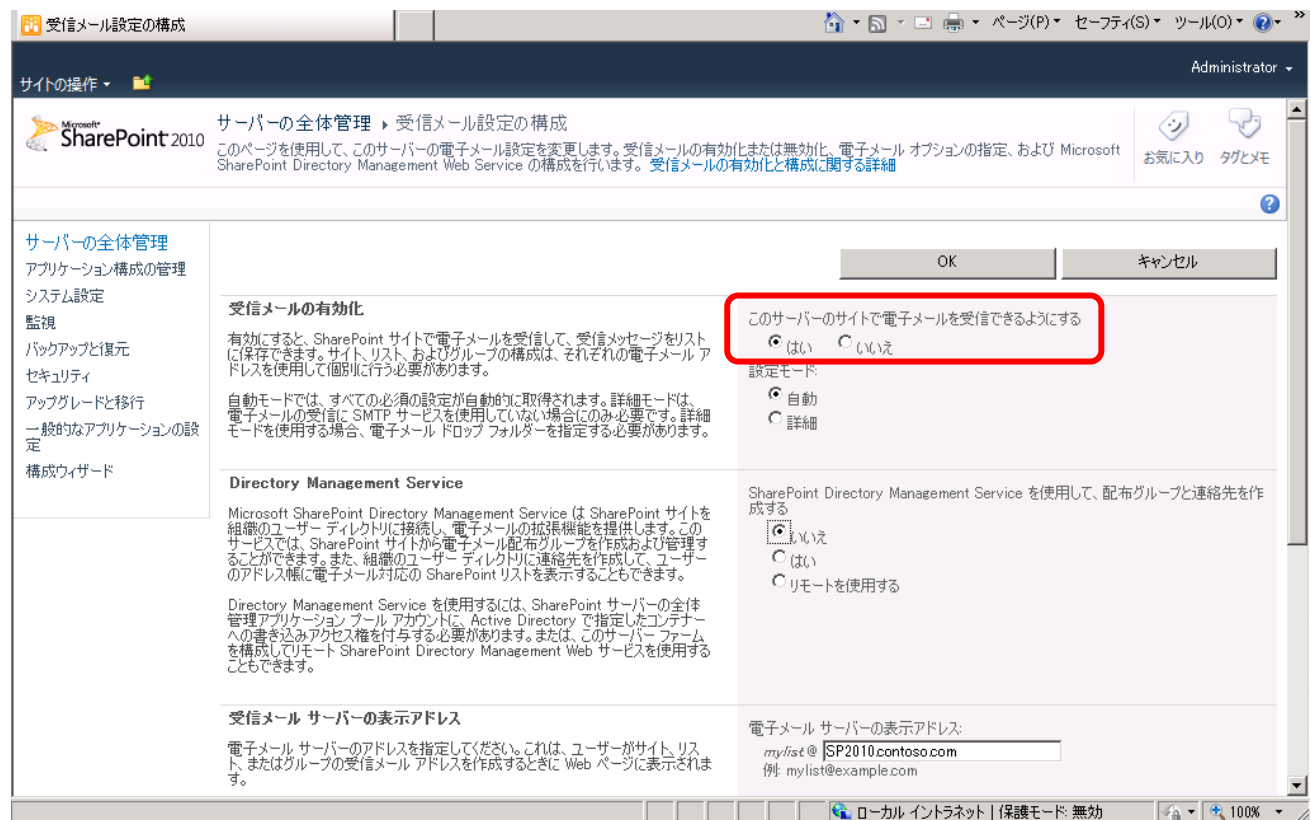 受信メール設定の構成
ページ(P)
セーフティ(S)
ツール(O)
»
サイトの操作
Administrator
Microsoft
SharePoint 2010
サーバーの全体管理 ▸ 受信メール設定の構成
このページを使用して、このサーバーの電子メール設定を変更します。受信メールの有効化または無効化、電子メール オプションの指定、および Microsoft
SharePoint Directory Management Web Service の構成を行います。 受信メールの有効化と構成に関する詳細
お気に入り
タグとメモ
サーバーの全体管理
アプリケーション構成の管理
システム設定
監視
バックアップと復元
セキュリティ
アップグレードと移行
一般的なアプリケーションの設
定
構成ウィザード
OK
キャンセル
受信メールの有効化
有効にすると、SharePoint サイトで電子メールを受信して、受信メッセージをリスト
に保存できます。サイト、リスト、およびグループの構成は、それぞれの電子メール ア
ドレスを使用して個別に行う必要があります。
自動モードでは、すべての必須の設定が自動的に取得されます。詳細モードは、
電子メールの受信に SMTP サービスを使用していない場合にのみ必要です。詳細
モードを使用する場合、電子メール ドロップ フォルダーを指定する必要があります。
このサーバーのサイトで電子メールを受信できるようにする
はい
いいえ
設定モード:
自動
詳細
Directory Management Service
Microsoft SharePoint Directory Management Service は SharePoint サイトを
組織のユーザー ディレクトリに接続し、電子メールの拡張機能を提供します。この
サービスでは、SharePoint サイトから電子メール配布グループを作成および管理す
ることができます。また、組織のユーザー ディレクトリに連絡先を作成して、ユーザー
のアドレス帳に電子メール対応の SharePoint リストを表示することもできます。
Directory Management Service を使用するには、SharePoint サーバーの全体
管理アプリケーション プール アカウントに、Active Directory で指定したコンテナー
への書き込みアクセス権を付与する必要があります。または、このサーバー ファーム
を構成してリモート SharePoint Directory Management Web サービスを使用する
こともできます。
SharePoint Directory Management Service を使用して、配布グループと連絡先を作
成する
いいえ
はい
リモートを使用する
受信メール サーバーの表示アドレス
電子メール サーバーのアドレスを指定してください。これは、ユーザーがサイト、リス
ト、またはグループの受信メール アドレスを作成するときに Web ページに表示されま
す。
電子メール サーバーの表示アドレス:
mylist @ SP2010.contoso.com
例: mylist@example.com
ローカル イントラネット | 保護モード: 無効
100%